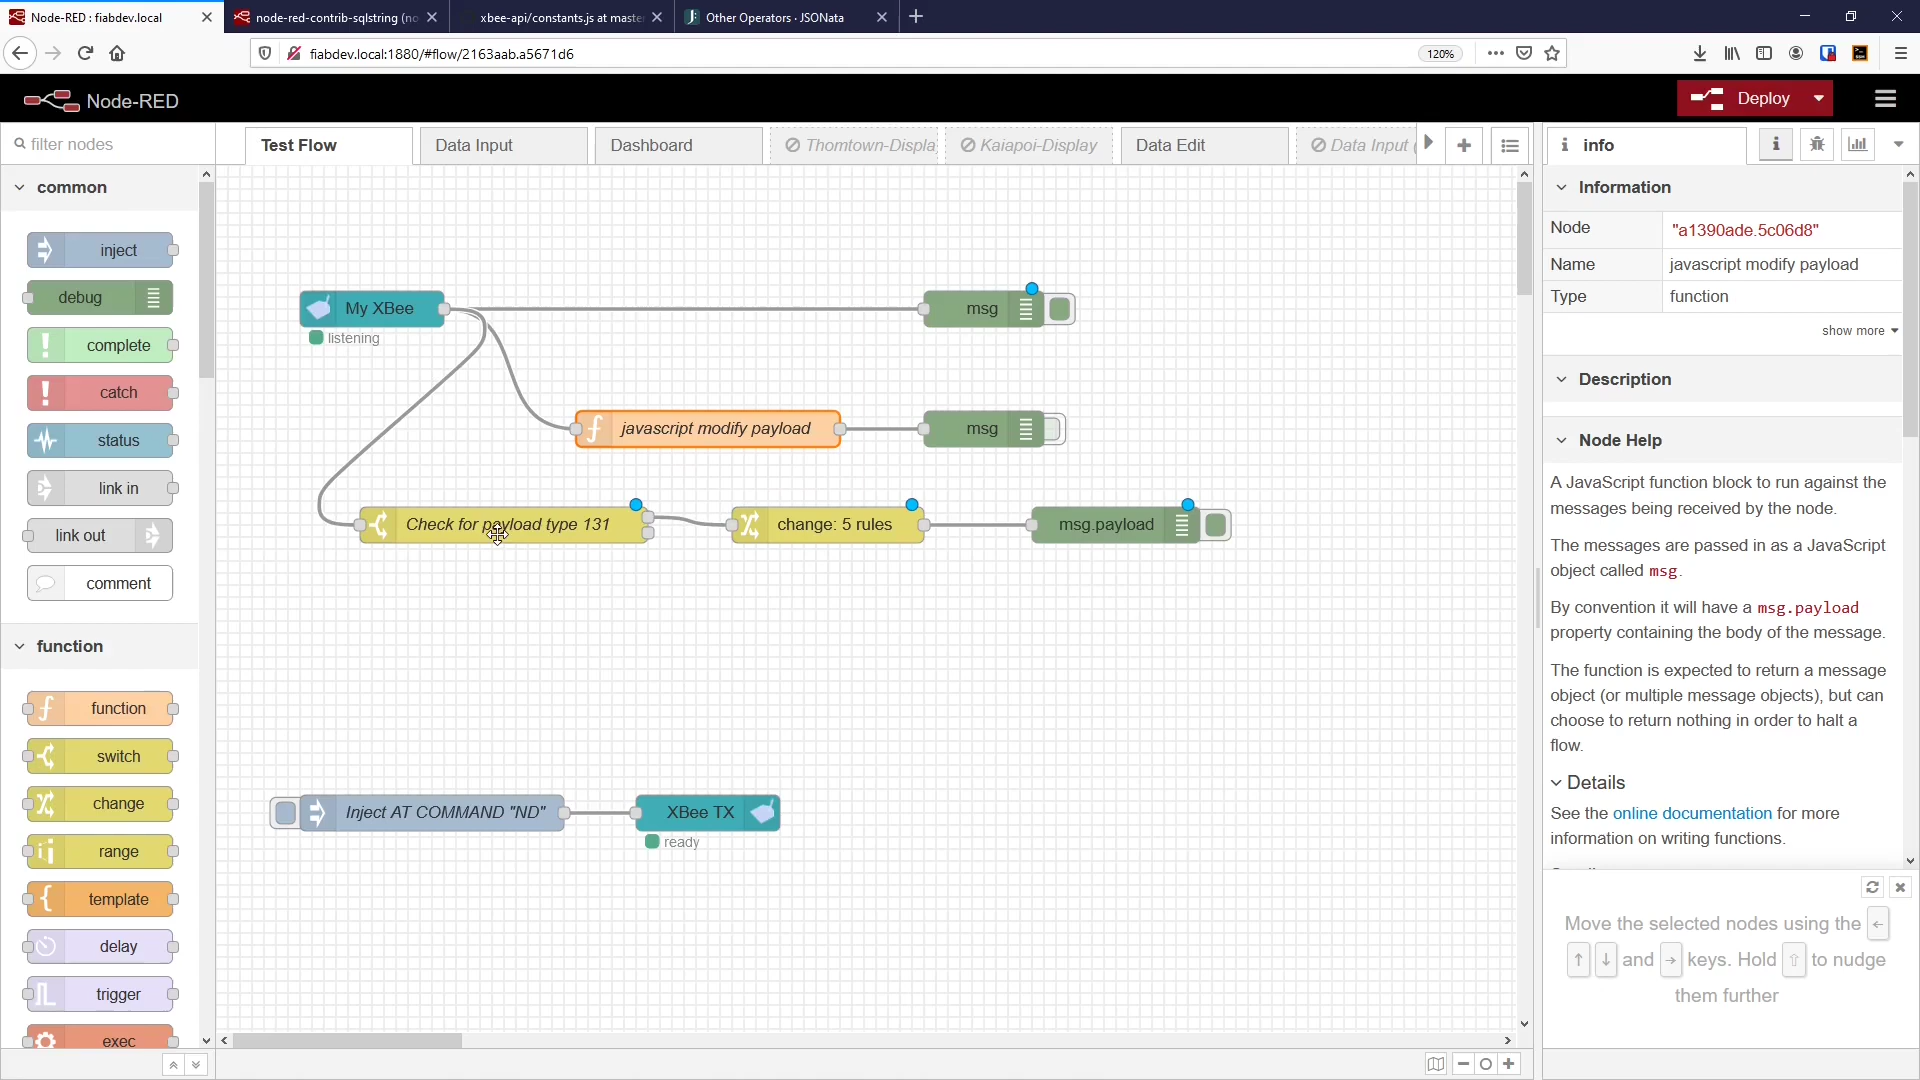 Node-RED : fiabdev.local
node-red-contrib-sqlstring (no
xbee-api/constants.js at maste
Other Operators · JSONata
fiabdev.local:1880/#flow/2163aab.a5671d6
120%
Node-RED
Deploy
filter nodes
Test Flow
Data Input
Dashboard
Thomtown-Displa
Kaiapoi-Display
Data Edit
Data Input (
info
common
inject
debug
complete
catch
status
link in
link out
comment
function
function
switch
change
range
template
delay
trigger
exec
My XBee
listening
msg
javascript modify payload
msg
Check for payload type 131
change: 5 rules
msg.payload
Inject AT COMMAND "ND"
XBee TX
ready
Information
Node
"a1390ade.5c06d8"
Name
javascript modify payload
Type
function
show more
Description
Node Help
A JavaScript function block to run against the
messages being received by the node.
The messages are passed in as a JavaScript
object called msg.
By convention it will have a msg.payload
property containing the body of the message.
The function is expected to return a message
object (or multiple message objects), but can
choose to return nothing in order to halt a
flow.
Details
See the online documentation for more
information on writing functions.
Move the selected nodes using the ←
↑ ↓ and → keys. Hold ⇧ to nudge
them further